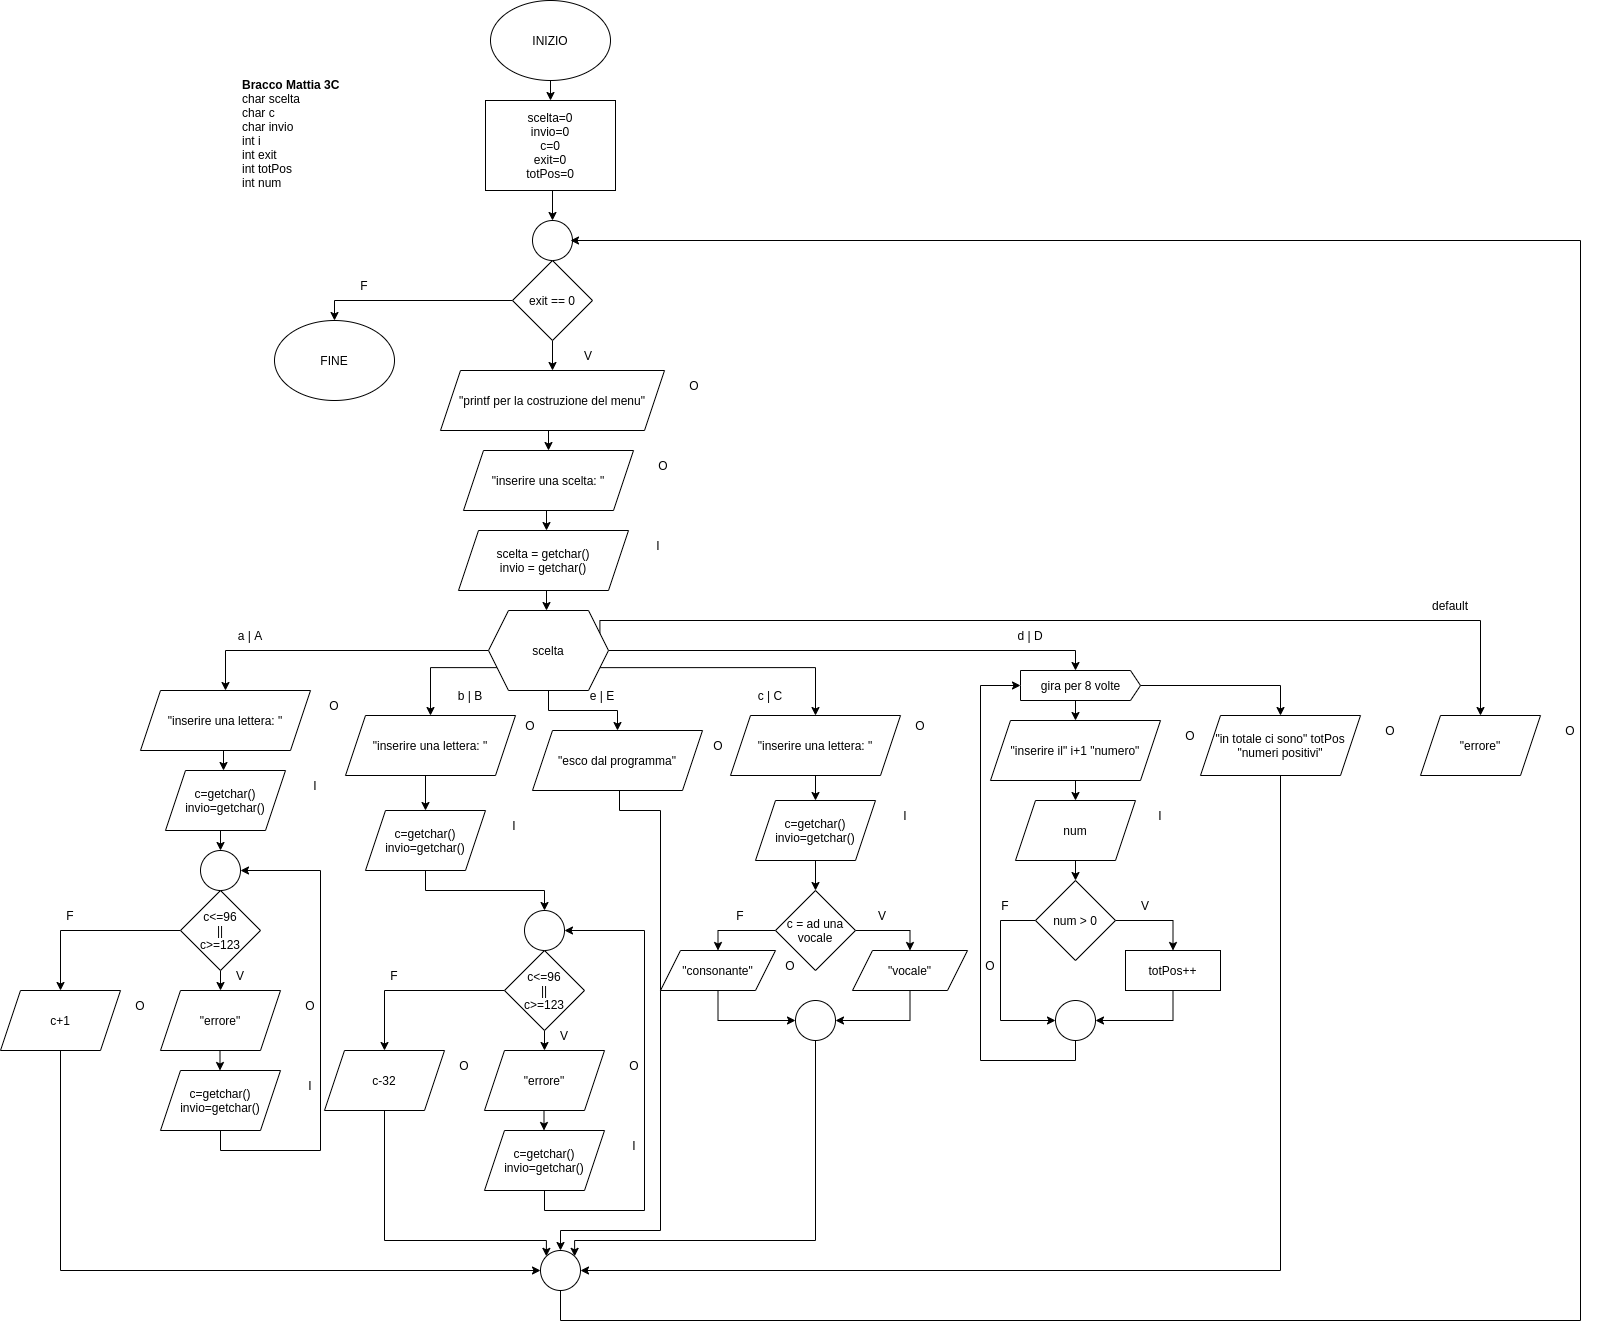 INIZIO
Bracco Mattia 3C
char scelta
char c
char invio
int i
int exit
int totPos
int num
scelta=0
invio=0
c=0
exit=0
totPos=0
exit == 0
F
FINE
V
"printf per la costruzione del menu"
O
"inserire una scelta: "
O
scelta = getchar()
invio = getchar()
I
scelta
a | A
b | B
e | E
c | C
d | D
default
"inserire una lettera: "
O
c=getchar()
invio=getchar()
I
c<=96
||
c>=123
F
V
c+1
O
"errore"
O
c=getchar()
invio=getchar()
I
"inserire una lettera: "
O
c=getchar()
invio=getchar()
I
c<=96
||
c>=123
F
V
c-32
O
"errore"
O
c=getchar()
invio=getchar()
I
"esco dal programma"
O
"inserire una lettera: "
O
c=getchar()
invio=getchar()
I
c = ad una
vocale
F
V
"consonante"
O
"vocale"
O
gira per 8 volte
"inserire il" i+1 "numero"
O
num
I
num > 0
F
V
totPos++
"in totale ci sono" totPos
"numeri positivi"
O
"errore"
O